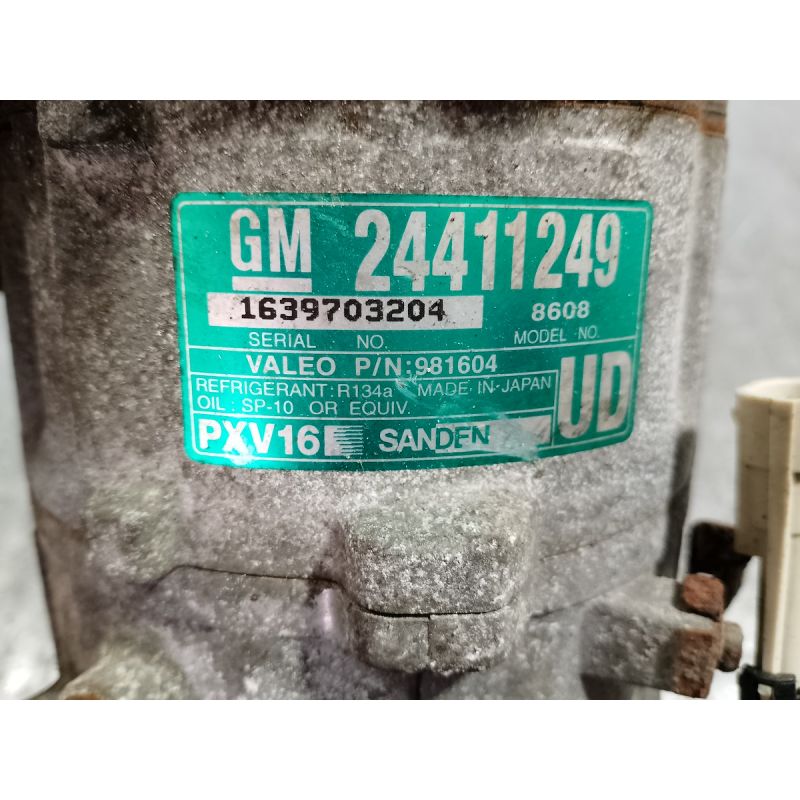 GM 24411249
1639703204 8608
SERIAL NO. MODEL NO.
VALEO P/N:981604
REFRIGERANT : R134a MADE IN JAPAN
OIL : SP-10 OR EQUIV. UD
PXV16 SANDEN